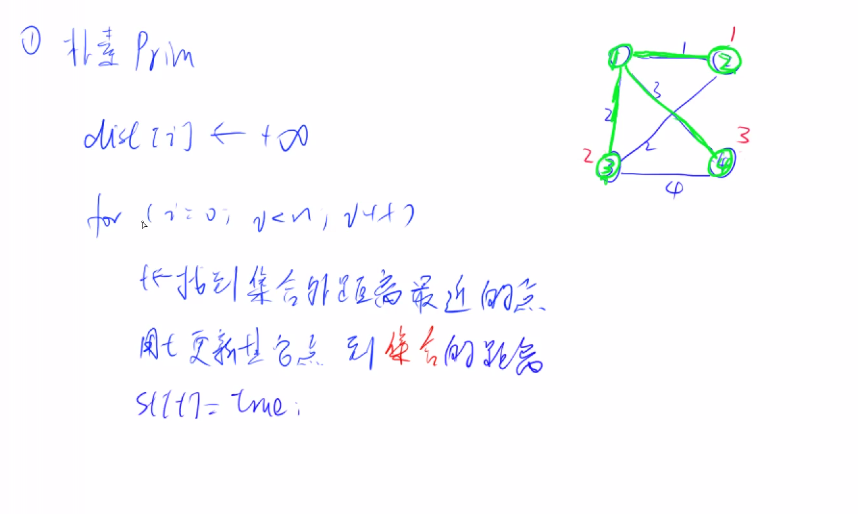 ① 朴素 Prim
dist[i] ← +∞
for (i=0; i<n; i++)
t←找到集合外距离最近的点
用t更新其它点 到集合的距离
s[t]=true;
1
1
1
2
2
3
2
2
3
3
4
4